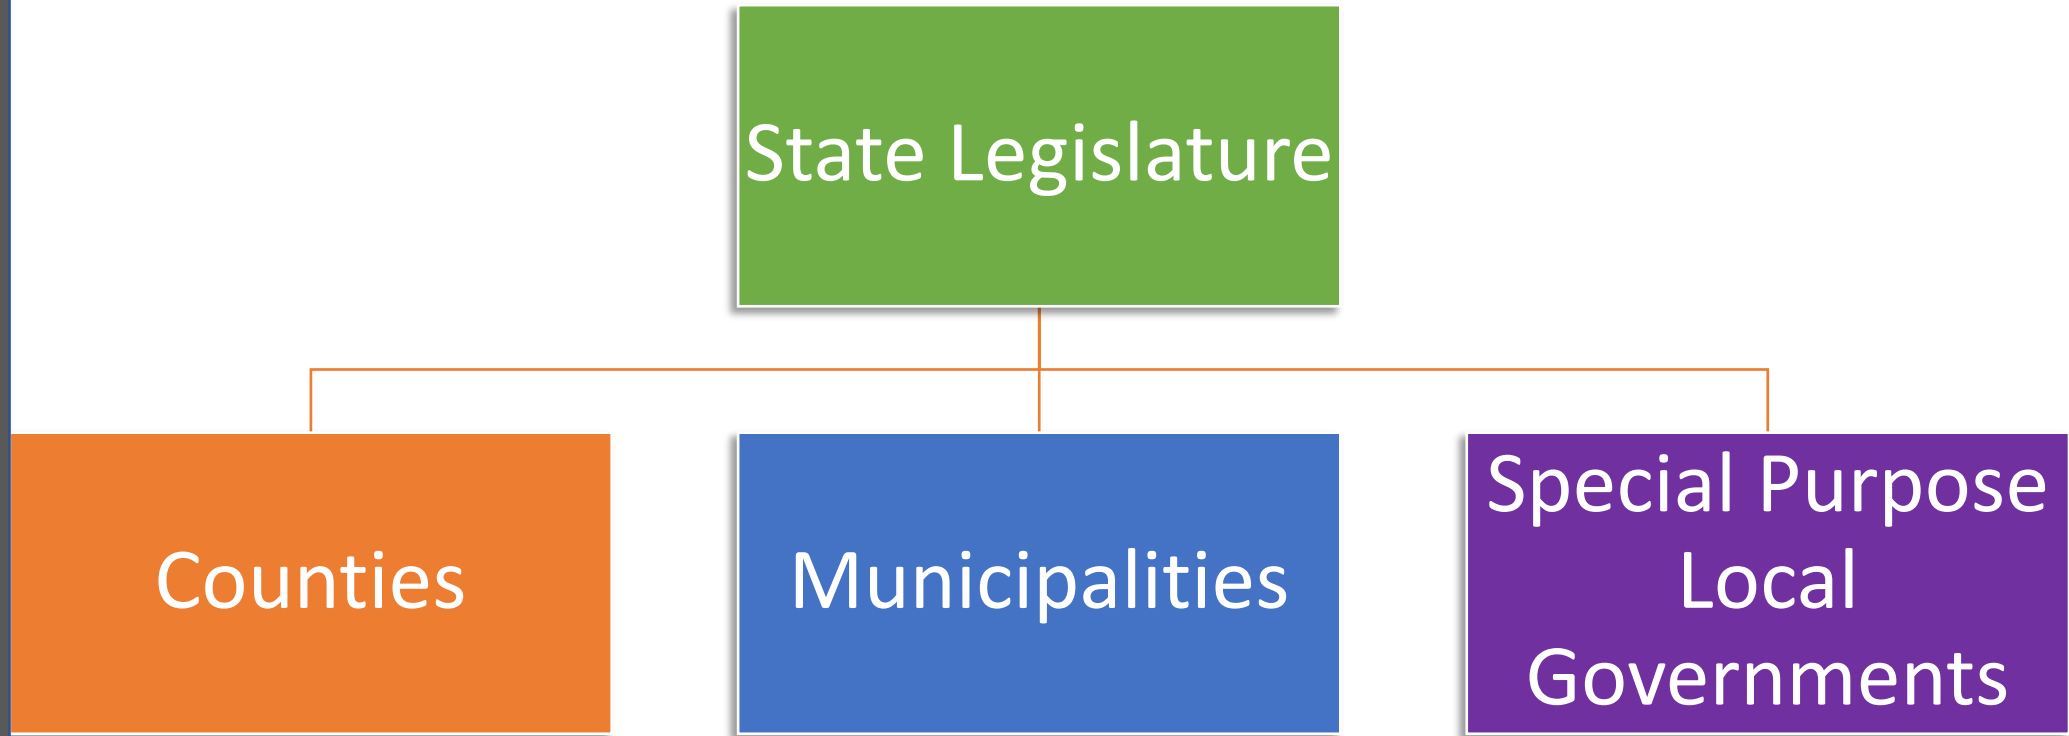 State Legislature
Counties
Municipalities
Special Purpose
Local
Governments